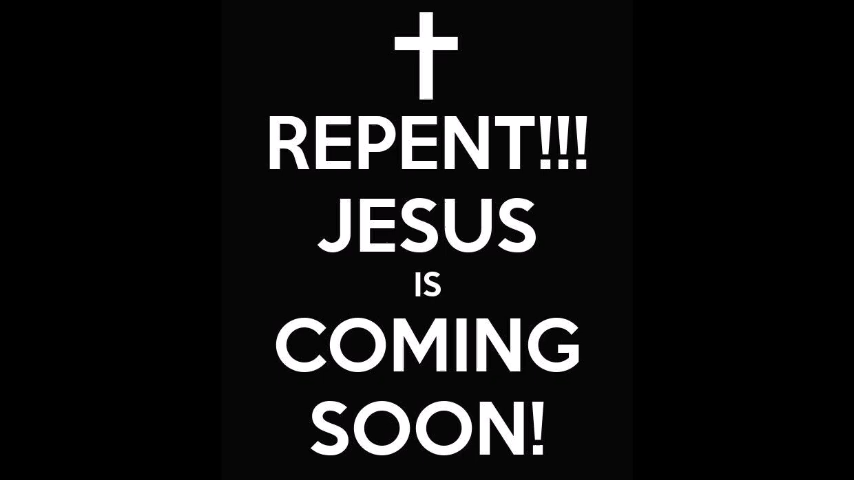 REPENT!!!
JESUS
IS
COMING
SOON!